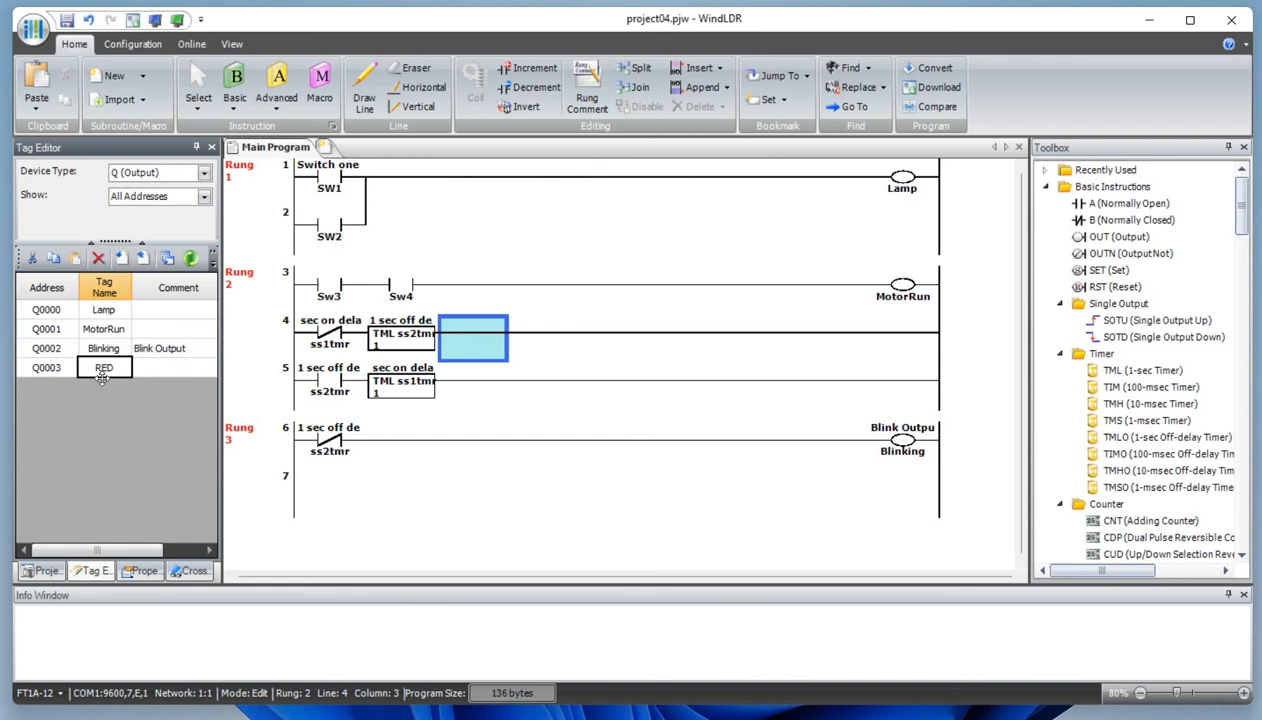 project04.pjw - WindLDR
Home Configuration Online View
Paste
Clipboard
New
Import
Subroutine/Macro
Select
B
Basic
A
Advanced
M
Macro
Instruction
Draw Line
Eraser
Horizontal
Vertical
Line
Coil
Increment
Decrement
Invert
Rung Comment
Split
Join
Disable
Insert
Append
Delete
Editing
Jump To
Set
Bookmark
Find
Replace
Go To
Find
Convert
Download
Compare
Program
Tag Editor
Device Type: Q (Output)
Show: All Addresses
Address Tag Name Comment
Q0000 Lamp
Q0001 MotorRun
Q0002 Blinking Blink Output
Q0003 RED
Proje Tag E... Prope Cross
Main Program
Rung 1
1 Switch one
SW1 Lamp
2
SW2
Rung 2
3
Sw3 Sw4 MotorRun
4 sec on dela 1 sec off de
TML ss2tmr
1
ss1tmr
5 1 sec off de sec on dela
TML ss1tmr
1
ss2tmr
Rung 3
6 1 sec off de Blink Outpu
ss2tmr Blinking
7
Toolbox
Recently Used
Basic Instructions
A (Normally Open)
B (Normally Closed)
OUT (Output)
OUTN (OutputNot)
SET (Set)
RST (Reset)
Single Output
SOTU (Single Output Up)
SOTD (Single Output Down)
Timer
TML (1-sec Timer)
TIM (100-msec Timer)
TMH (10-msec Timer)
TMS (1-msec Timer)
TMLO (1-sec Off-delay Timer)
TIMO (100-msec Off-delay Timer
TMHO (10-msec Off-delay Timer
TMSO (1-msec Off-delay Time
Counter
CNT (Adding Counter)
CDP (Dual Pulse Reversible Co
CUD (Up/Down Selection Reve
Info Window
FT1A-12 COM1:9600,7,E,1 Network: 1:1 Mode: Edit Rung: 2 Line: 4 Column: 3 Program Size: 136 bytes 80%